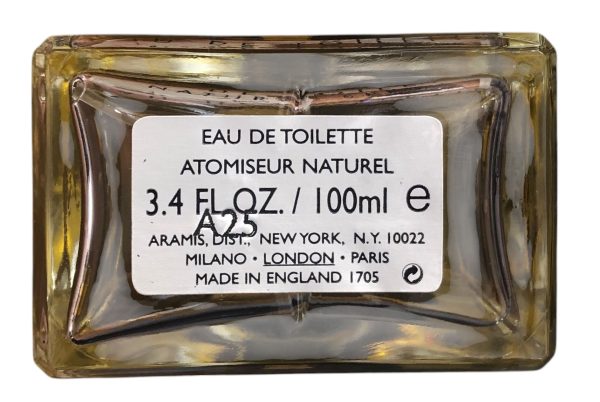 EAU DE TOILETTE
ATOMISEUR NATUREL
3.4 FL.OZ. / 100ml ℮
A25
ARAMIS, DIST., NEW YORK, N.Y. 10022
MILANO • LONDON • PARIS
MADE IN ENGLAND 1705